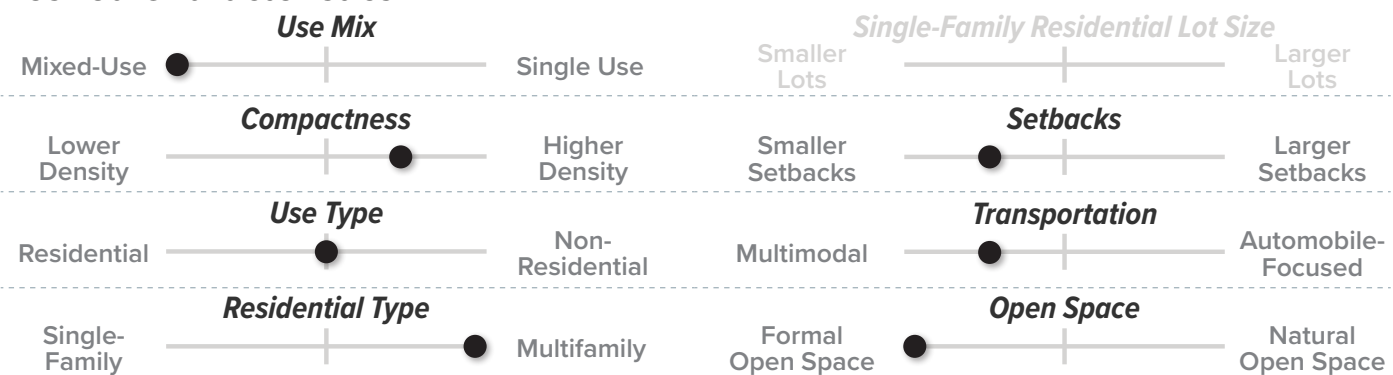 Use Mix
Mixed-Use
Single Use
Single-Family Residential Lot Size
Smaller
Lots
Larger
Lots
Compactness
Lower
Density
Higher
Density
Setbacks
Smaller
Setbacks
Larger
Setbacks
Use Type
Residential
Non-
Residential
Transportation
Multimodal
Automobile-
Focused
Residential Type
Single-
Family
Multifamily
Open Space
Formal
Open Space
Natural
Open Space